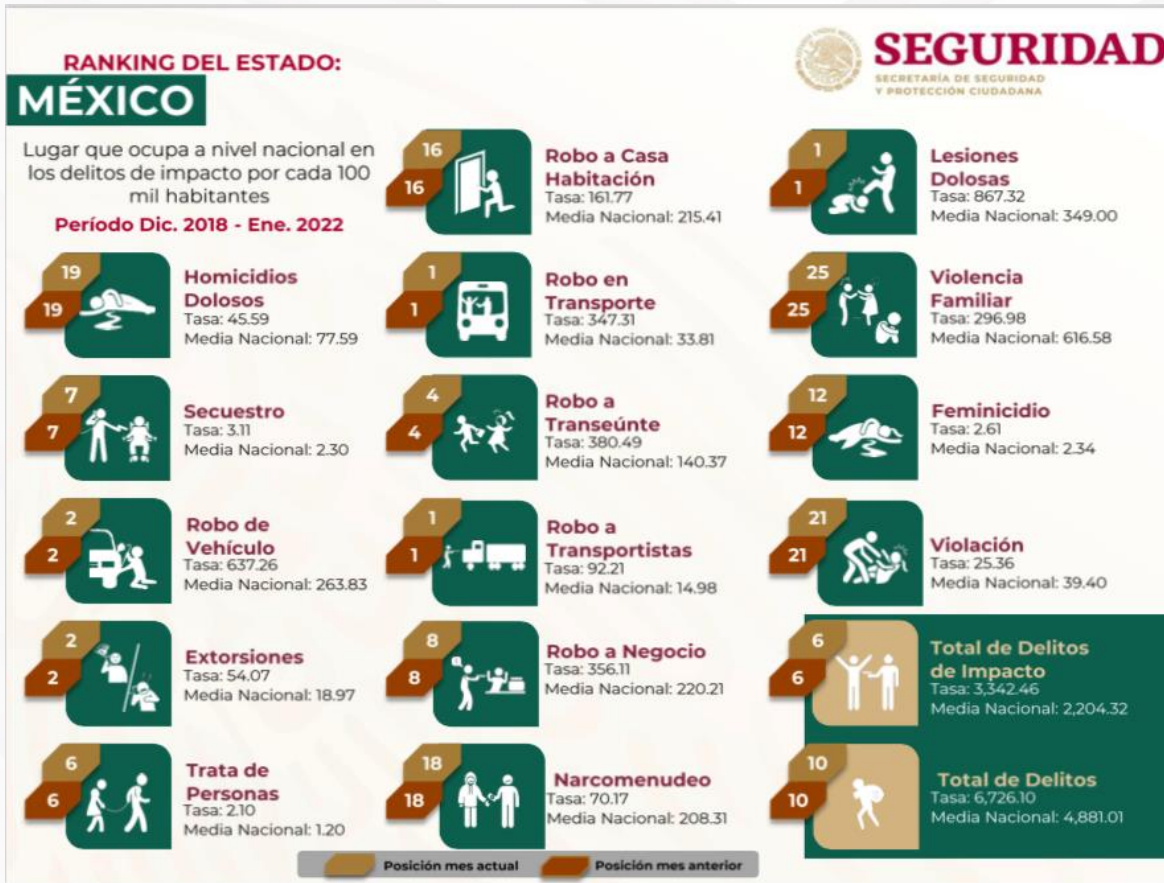 RANKING DEL ESTADO:
MÉXICO
Lugar que ocupa a nivel nacional en
los delitos de impacto por cada 100
mil habitantes
Período Dic. 2018 - Ene. 2022
SEGURIDAD
SECRETARÍA DE SEGURIDAD
Y PROTECCIÓN CIUDADANA
19
19
Homicidios
Dolosos
Tasa: 45.59
Media Nacional: 77.59
7
7
Secuestro
Tasa: 3.11
Media Nacional: 2.30
2
2
Robo de
Vehículo
Tasa: 637.26
Media Nacional: 263.83
2
2
Extorsiones
Tasa: 54.07
Media Nacional: 18.97
6
6
Trata de
Personas
Tasa: 2.10
Media Nacional: 1.20
16
16
Robo a Casa
Habitación
Tasa: 161.77
Media Nacional: 215.41
1
1
Robo en
Transporte
Tasa: 347.31
Media Nacional: 33.81
4
4
Robo a
Transeúnte
Tasa: 380.49
Media Nacional: 140.37
1
1
Robo a
Transportistas
Tasa: 92.21
Media Nacional: 14.98
8
8
Robo a Negocio
Tasa: 356.11
Media Nacional: 220.21
18
18
Narcomenudeo
Tasa: 70.17
Media Nacional: 208.31
1
1
Lesiones
Dolosas
Tasa: 867.32
Media Nacional: 349.00
25
25
Violencia
Familiar
Tasa: 296.98
Media Nacional: 616.58
12
12
Feminicidio
Tasa: 2.61
Media Nacional: 2.34
21
21
Violación
Tasa: 25.36
Media Nacional: 39.40
6
6
Total de Delitos
de Impacto
Tasa: 3,342.46
Media Nacional: 2,204.32
10
10
Total de Delitos
Tasa: 6,726.10
Media Nacional: 4,881.01
Posición mes actual
Posición mes anterior